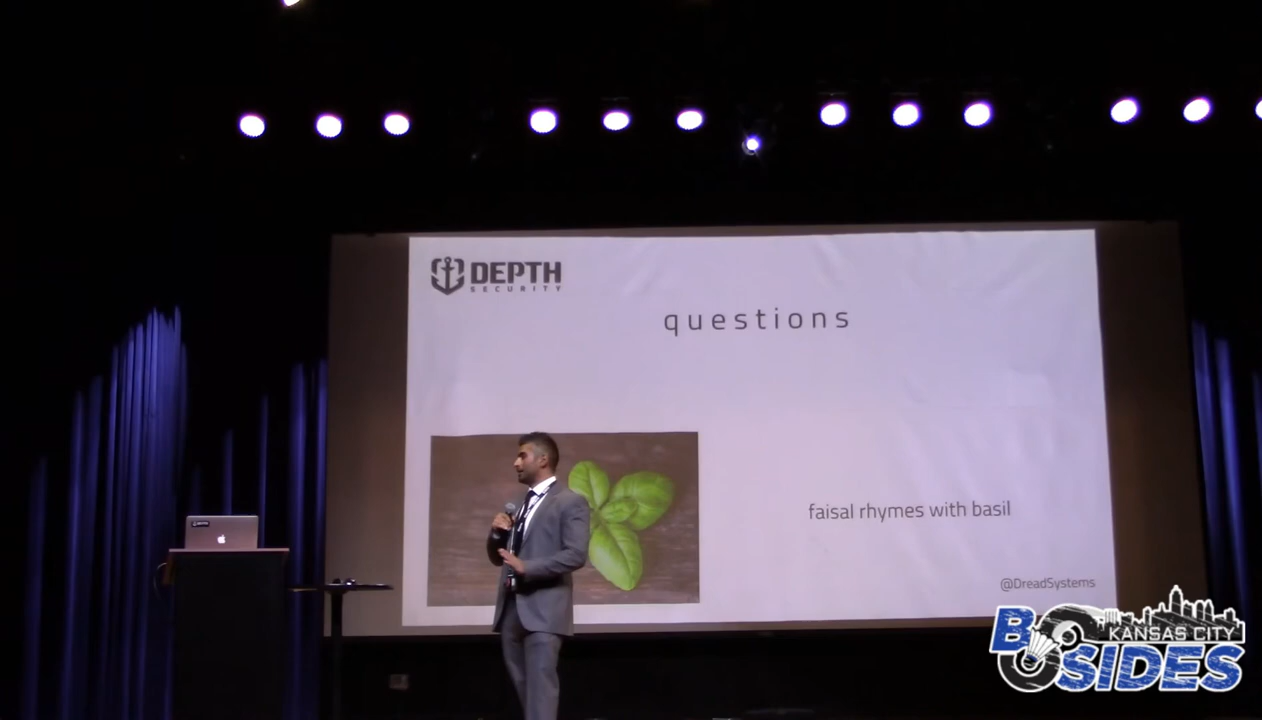 DEPTH
SECURITY
questions
faisal rhymes with basil
@DreadSystems
BSIDES
KANSAS CITY